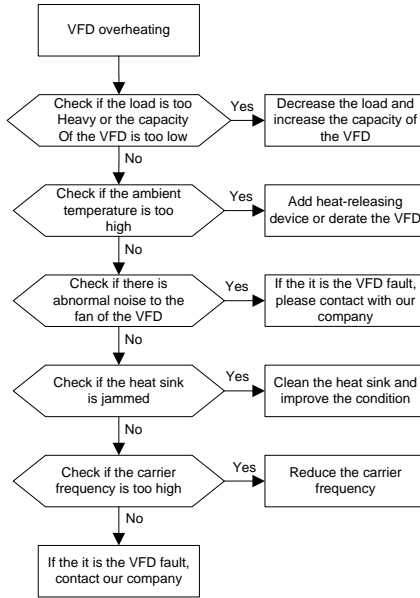 VFD overheating
Check if the load is too
Heavy or the capacity
Of the VFD is too low
Yes
Decrease the load and
increase the capacity of
the VFD
No
Check if the ambient
temperature is too
high
Yes
Add heat-releasing
device or derate the VFD
No
Check if there is
abnormal noise to the
fan of the VFD
Yes
If the it is the VFD fault,
please contact with our
company
No
Check if the heat sink
is jammed
Yes
Clean the heat sink and
improve the condition
No
Check if the carrier
frequency is too high
Yes
Reduce the carrier
frequency
No
If the it is the VFD fault,
contact our company